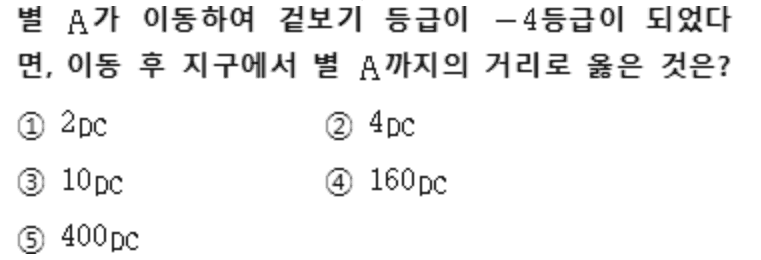 별 A가 이동하여 겉보기 등급이 −4등급이 되었다
면, 이동 후 지구에서 별 A까지의 거리로 옳은 것은?
① 2pc ② 4pc
③ 10pc ④ 160pc
⑤ 400pc